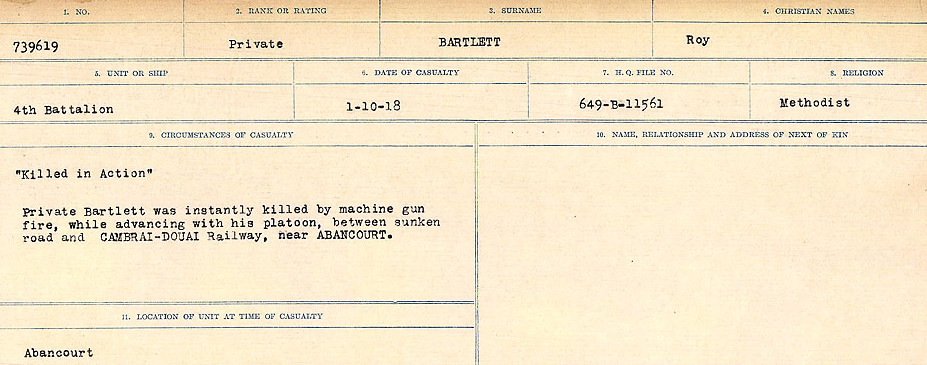 1. NO. 2. RANK OR RATING 3. SURNAME 4. CHRISTIAN NAMES
739619 Private BARTLETT Roy
5. UNIT OR SHIP 6. DATE OF CASUALTY 7. H.Q. FILE NO. 8. RELIGION
4th Battalion 1-10-18 649-B-11561 Methodist
9. CIRCUMSTANCES OF CASUALTY
"Killed in Action"
Private Bartlett was instantly killed by machine gun
fire, while advancing with his platoon, between sunken
road and CAMBRAI-DOUAI Railway, near ABANCOURT.
10. NAME, RELATIONSHIP AND ADDRESS OF NEXT OF KIN
11. LOCATION OF UNIT AT TIME OF CASUALTY
Abancourt